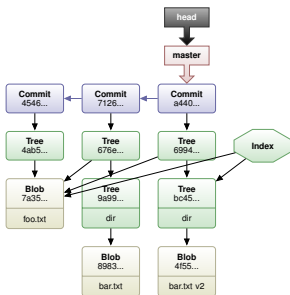 head
master
Commit
4546...
Commit
7126...
Commit
a440...
Tree
4ab5...
Tree
676e...
Tree
6994...
Index
Blob
7a35...
foo.txt
Tree
9a99...
dir
Tree
bc45...
dir
Blob
8983...
bar.txt
Blob
4f55...
bar.txt v2